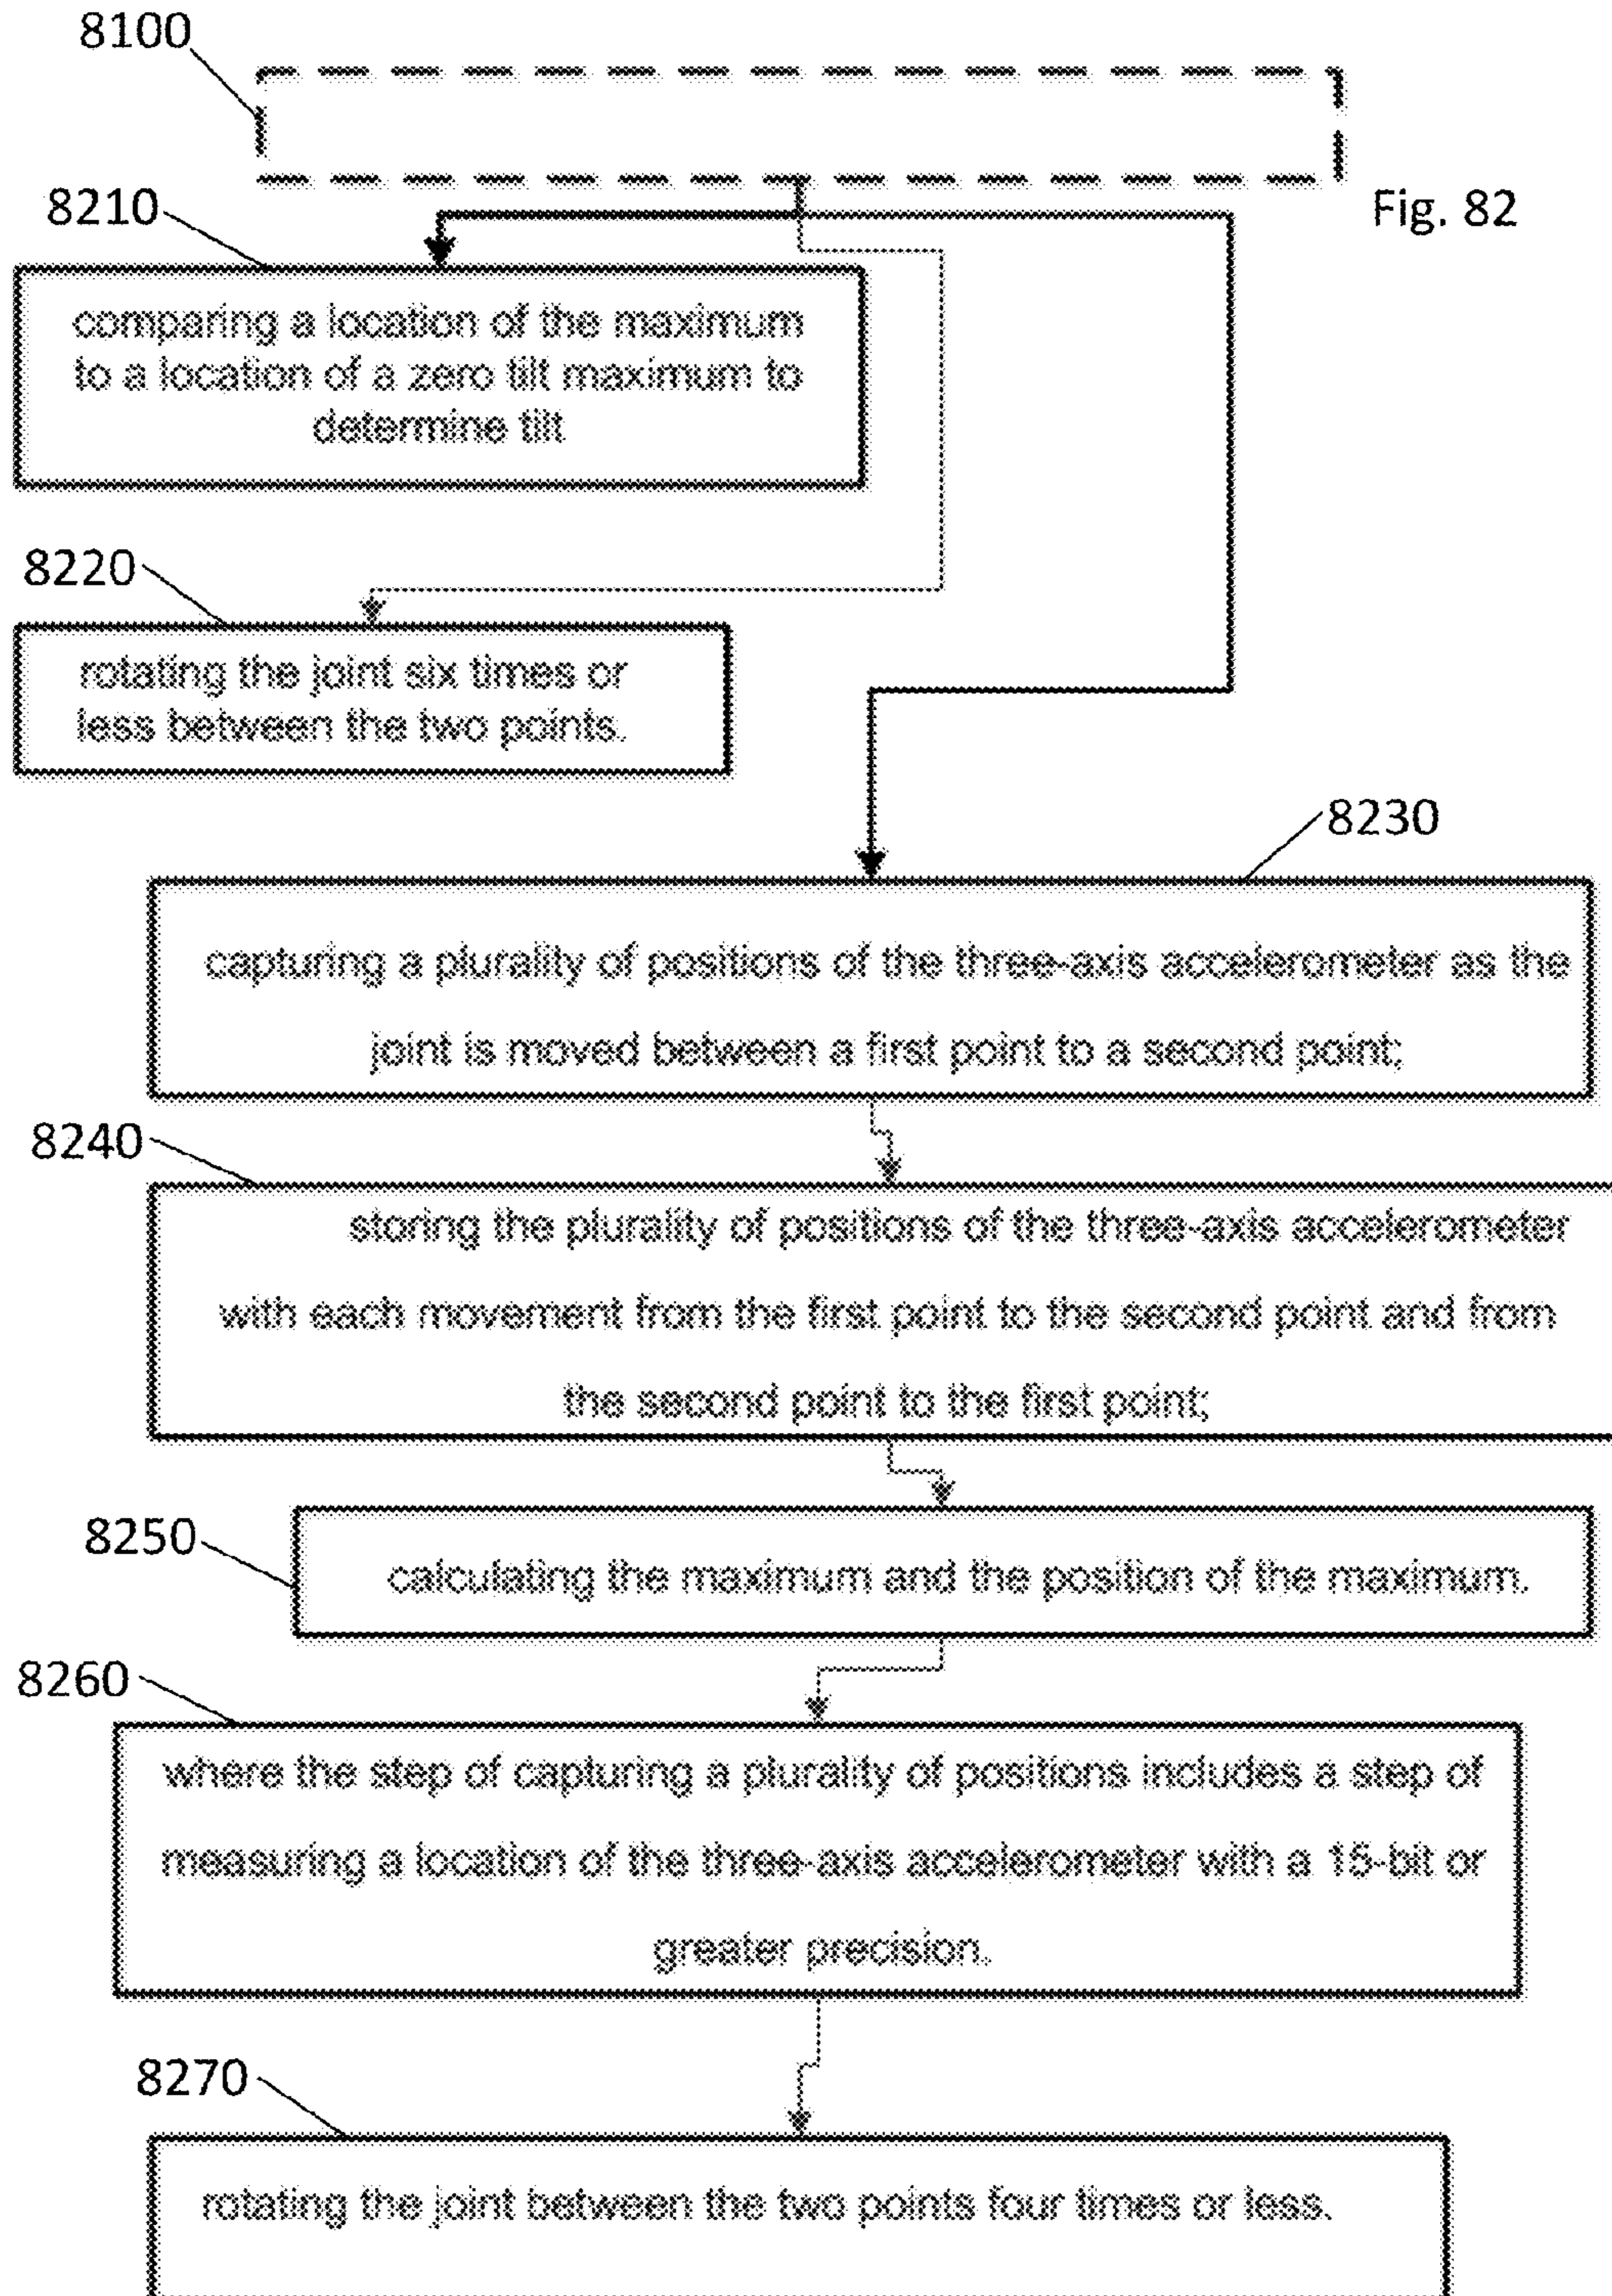 8100
Fig. 82
8210
comparing a location of the maximum
to a location of a zero tilt maximum to
determine tilt
8220
rotating the joint six times or
less between the two points.
8230
capturing a plurality of positions of the three-axis accelerometer as the
joint is moved between a first point to a second point;
8240
storing the plurality of positions of the three-axis accelerometer
with each movement from the first point to the second point and from
the second point to the first point;
8250
calculating the maximum and the position of the maximum.
8260
where the step of capturing a plurality of positions includes a step of
measuring a location of the three-axis accelerometer with a 15-bit or
greater precision.
8270
rotating the joint between the two points four times or less.